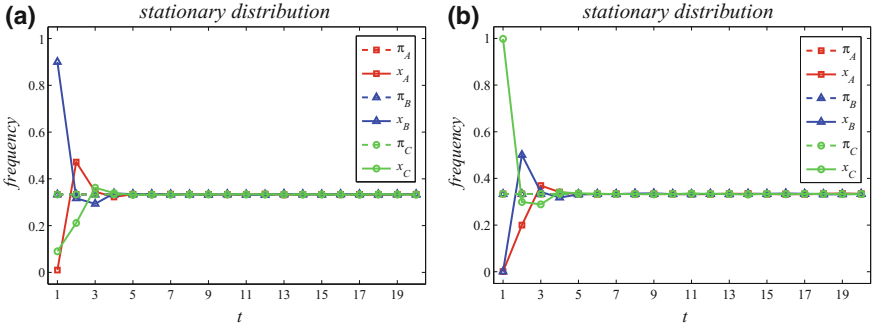 (a)
stationary distribution
frequency
1
0.8
0.6
0.4
0.2
0
1 3 5 7 9 11 13 15 17 19
t
π_A
x_A
π_B
x_B
π_C
x_C
(b)
stationary distribution
frequency
1
0.8
0.6
0.4
0.2
0
1 3 5 7 9 11 13 15 17 19
t
π_A
x_A
π_B
x_B
π_C
x_C